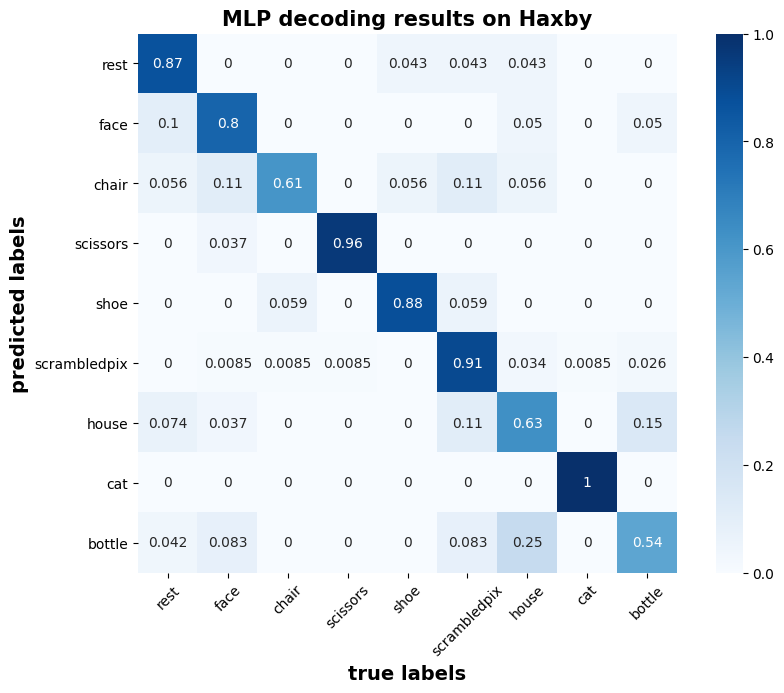 MLP decoding results on Haxby
rest 0.87 0 0 0 0.043 0.043 0.043 0 0
face 0.1 0.8 0 0 0 0 0.05 0 0.05
chair 0.056 0.11 0.61 0 0.056 0.11 0.056 0 0
scissors 0 0.037 0 0.96 0 0 0 0 0
shoe 0 0 0.059 0 0.88 0.059 0 0 0
scrambledpix 0 0.0085 0.0085 0.0085 0 0.91 0.034 0.0085 0.026
house 0.074 0.037 0 0 0 0.11 0.63 0 0.15
cat 0 0 0 0 0 0 0 1 0
bottle 0.042 0.083 0 0 0 0.083 0.25 0 0.54
rest face chair scissors shoe scrambledpix house cat bottle
true labels
predicted labels
1.0
0.8
0.6
0.4
0.2
0.0